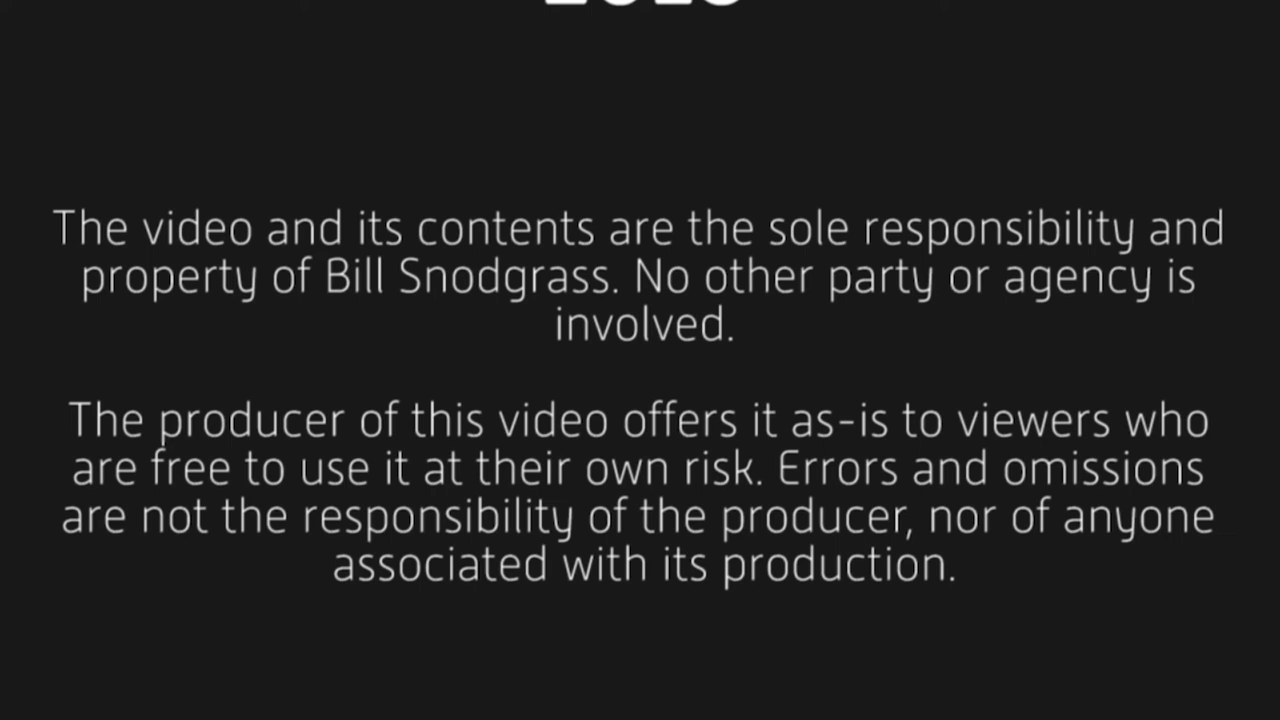 The video and its contents are the sole responsibility and
property of Bill Snodgrass. No other party or agency is
involved.
The producer of this video offers it as-is to viewers who
are free to use it at their own risk. Errors and omissions
are not the responsibility of the producer, nor of anyone
associated with its production.